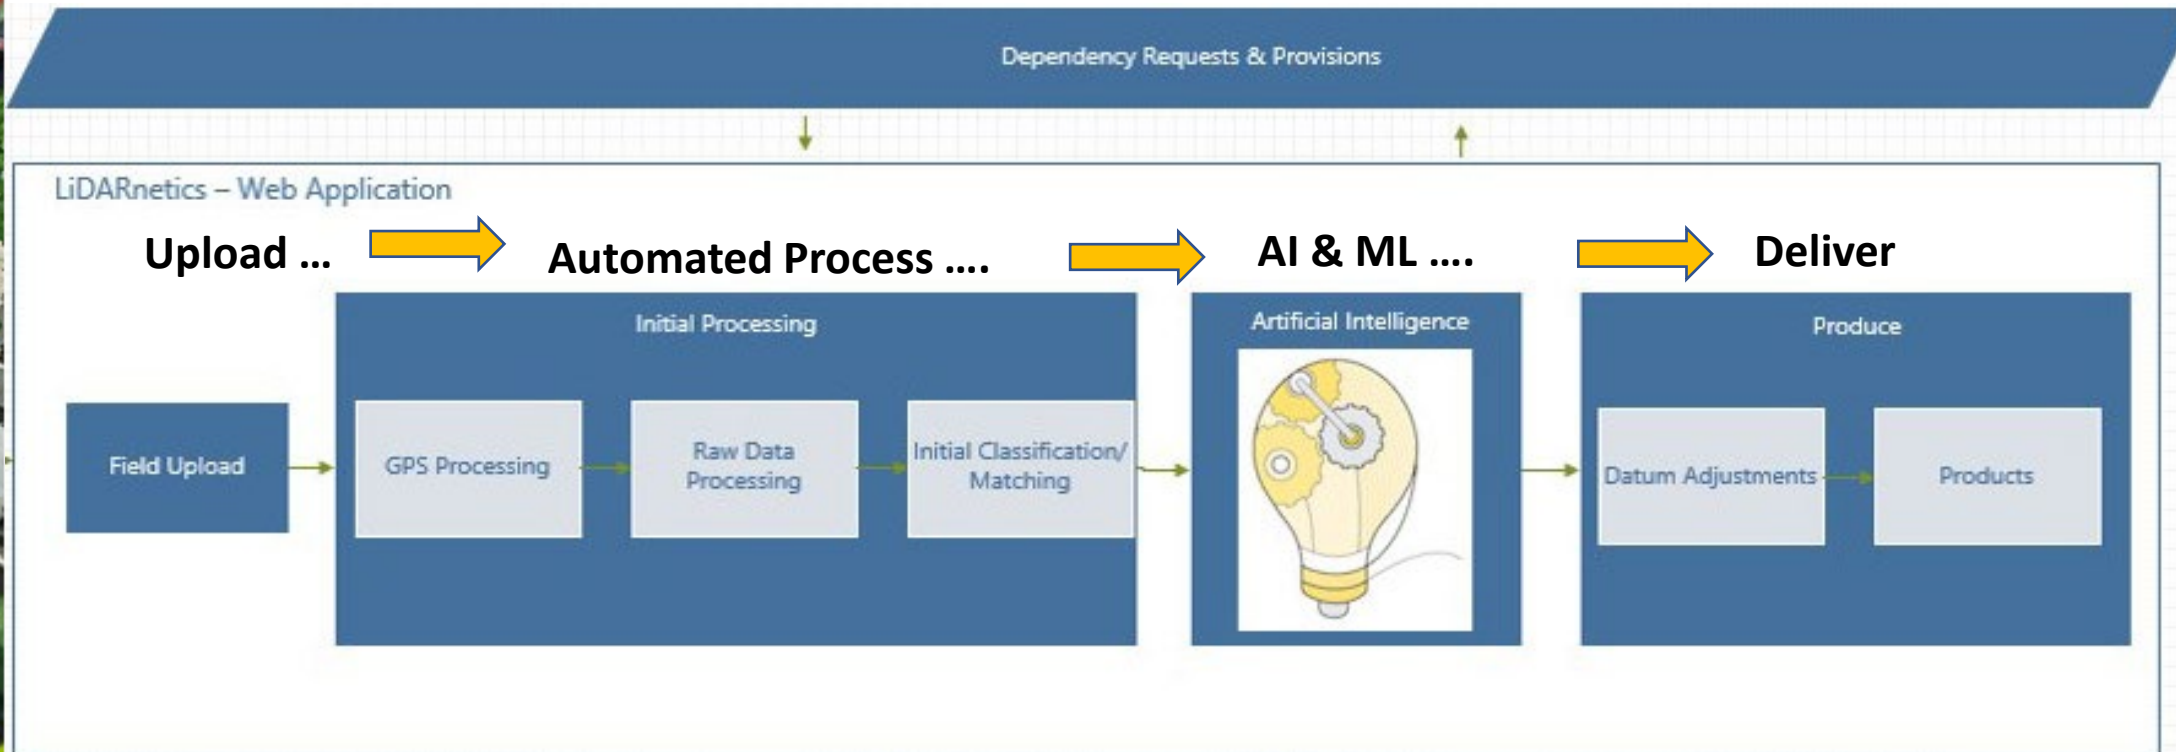 Dependency Requests & Provisions
LiDARnetics – Web Application
Upload ...
Automated Process ....
AI & ML ....
Deliver
Initial Processing
Artificial Intelligence
Produce
Field Upload
GPS Processing
Raw Data
Processing
Initial Classification/
Matching
Datum Adjustments
Products